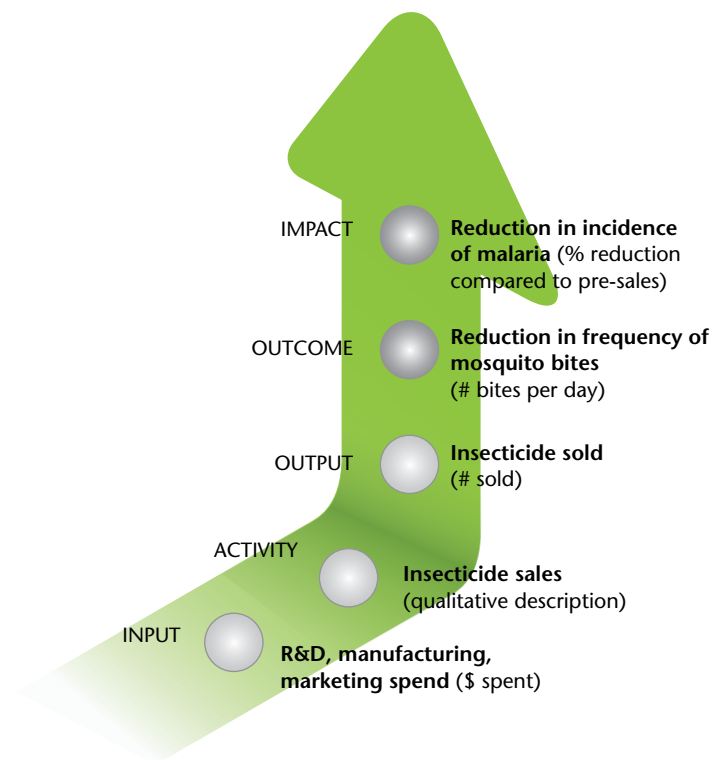 IMPACT
Reduction in incidence
of malaria (% reduction
compared to pre-sales)
OUTCOME
Reduction in frequency of
mosquito bites
(# bites per day)
OUTPUT
Insecticide sold
(# sold)
ACTIVITY
Insecticide sales
(qualitative description)
INPUT
R&D, manufacturing,
marketing spend ($ spent)